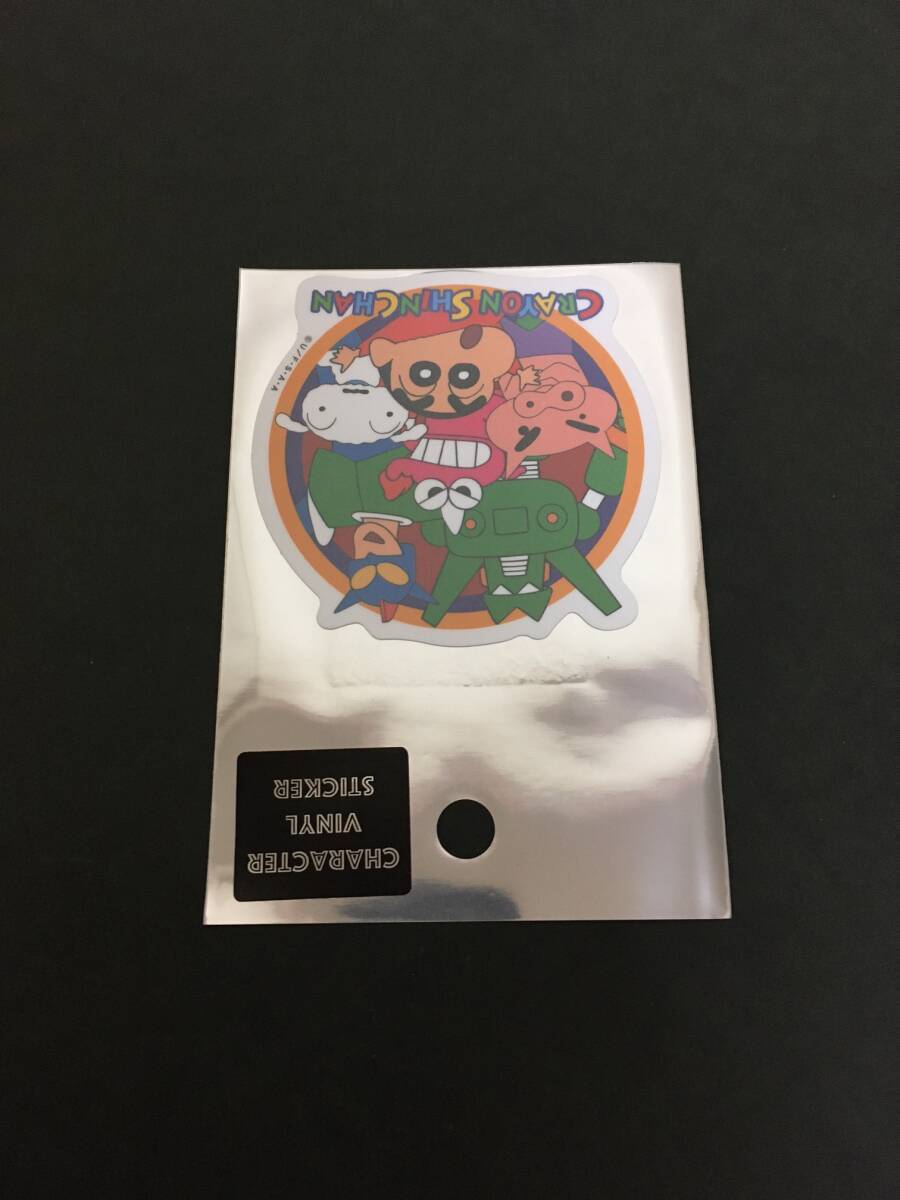 CHARACTER
VINYL
STICKER
©U/F·S·A·A
CRAYON SHINCHAN